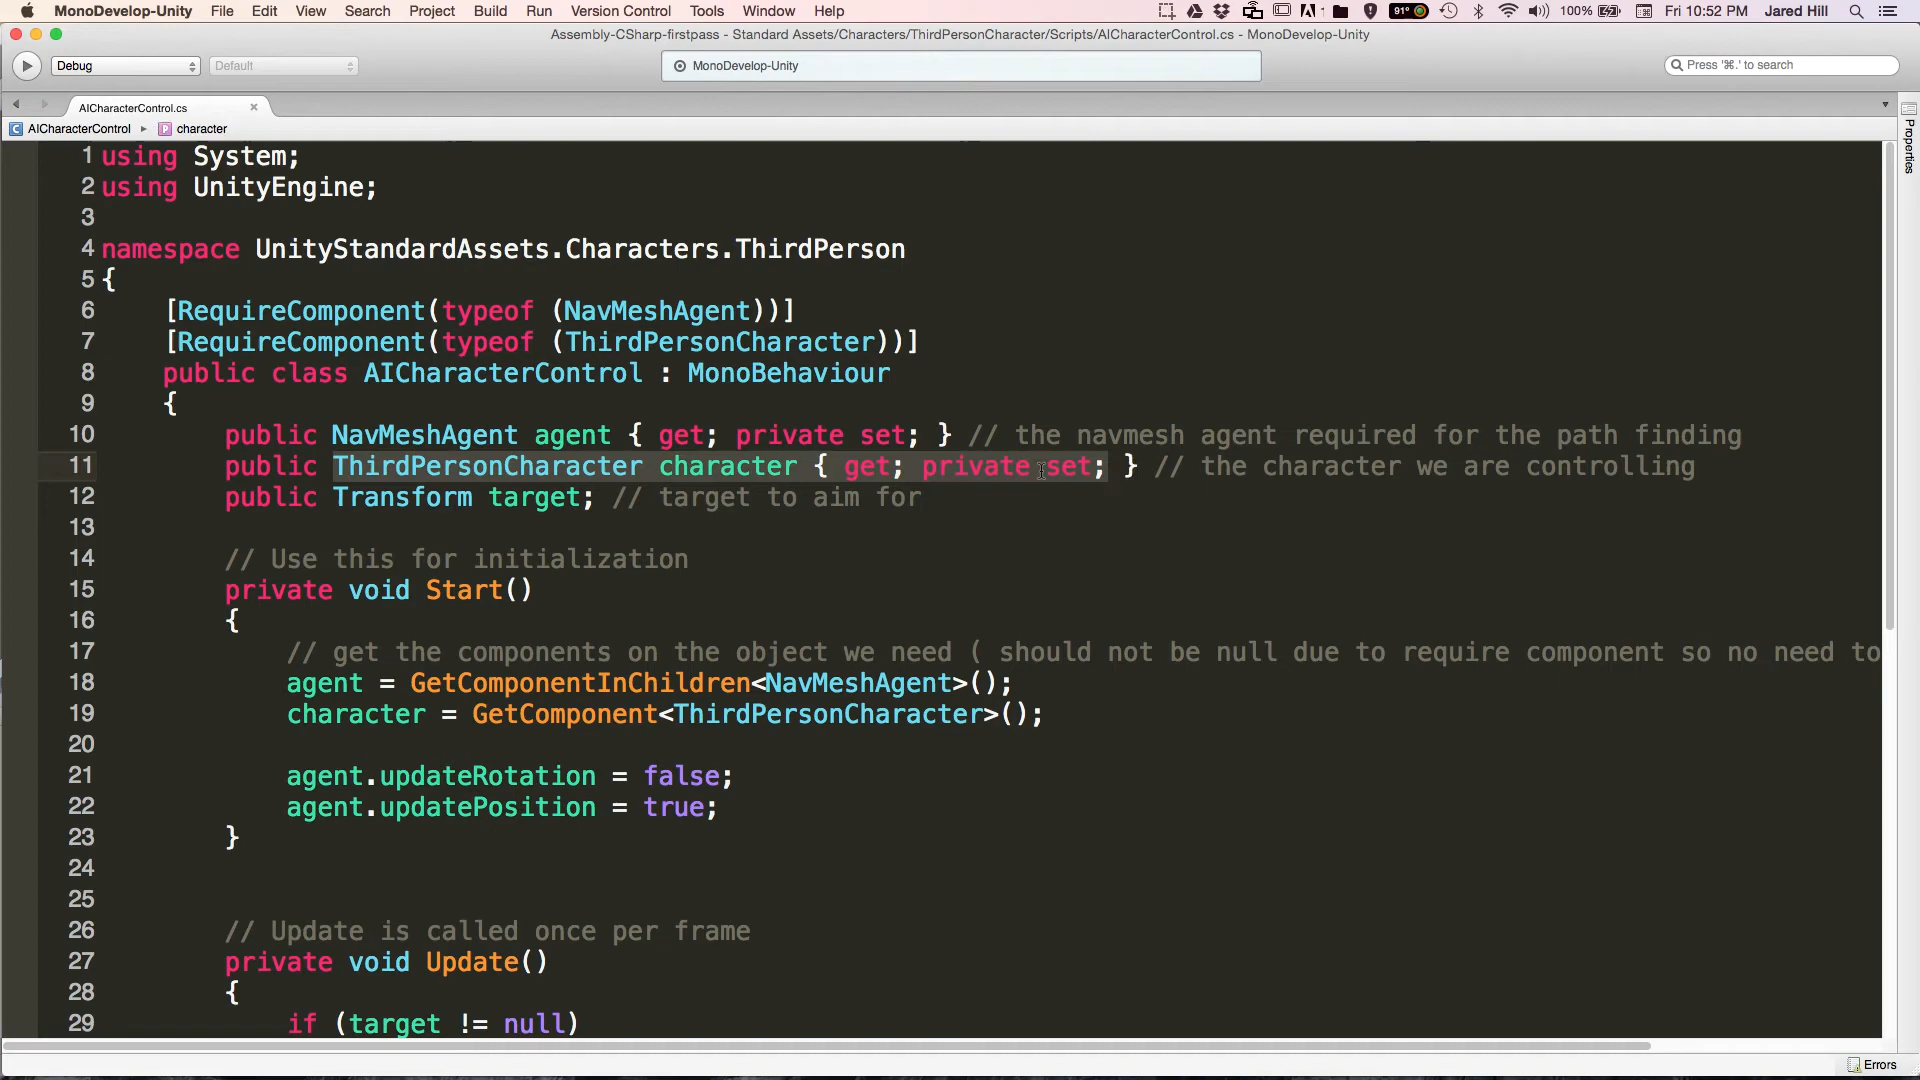 MonoDevelop-Unity File Edit View Search Project Build Run Version Control Tools Window Help 91° 100% Fri 10:52 PM Jared Hill
Assembly-CSharp-firstpass - Standard Assets/Characters/ThirdPersonCharacter/Scripts/AICharacterControl.cs - MonoDevelop-Unity
Debug Default MonoDevelop-Unity Press '⌘.' to search
AICharacterControl.cs
AICharacterControl character
Properties
1 using System;
2 using UnityEngine;
3
4 namespace UnityStandardAssets.Characters.ThirdPerson
5 {
6 [RequireComponent(typeof (NavMeshAgent))]
7 [RequireComponent(typeof (ThirdPersonCharacter))]
8 public class AICharacterControl : MonoBehaviour
9 {
10 public NavMeshAgent agent { get; private set; } // the navmesh agent required for the path finding
11 public ThirdPersonCharacter character { get; private set; } // the character we are controlling
12 public Transform target; // target to aim for
13
14 // Use this for initialization
15 private void Start()
16 {
17 // get the components on the object we need ( should not be null due to require component so no need to
18 agent = GetComponentInChildren<NavMeshAgent>();
19 character = GetComponent<ThirdPersonCharacter>();
20
21 agent.updateRotation = false;
22 agent.updatePosition = true;
23 }
24
25
26 // Update is called once per frame
27 private void Update()
28 {
29 if (target != null)
Errors